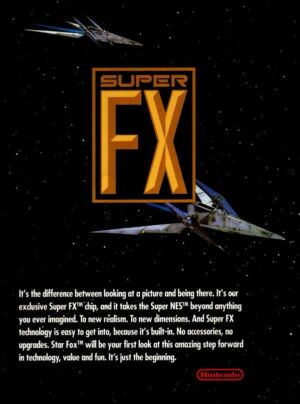 SUPER
FX
It's the difference between looking at a picture and being there. It's our
exclusive Super FX™ chip, and it takes the Super NES™ beyond anything
you ever imagined. To new realism. To new dimensions. And Super FX
technology is easy to get into, because it's built-in. No accessories, no
upgrades. Star Fox™ will be your first look at this amazing step forward
in technology, value and fun. It's just the beginning.
Nintendo